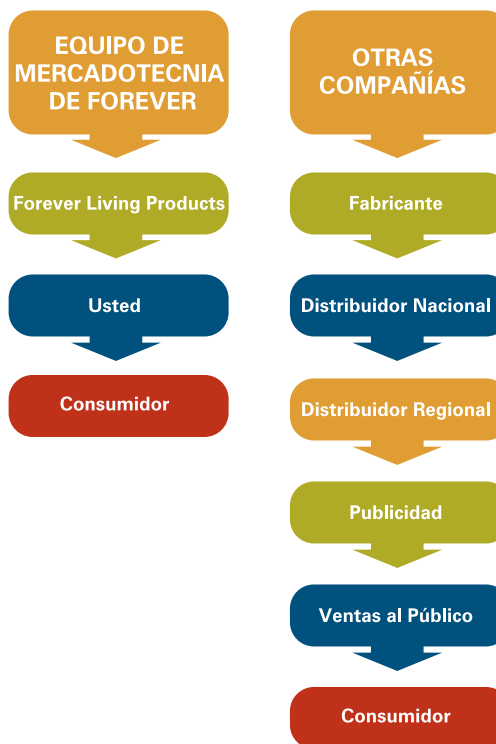 EQUIPO DE
MERCADOTECNIA
DE FOREVER
Forever Living Products
Usted
Consumidor
OTRAS
COMPAÑÍAS
Fabricante
Distribuidor Nacional
Distribuidor Regional
Publicidad
Ventas al Público
Consumidor